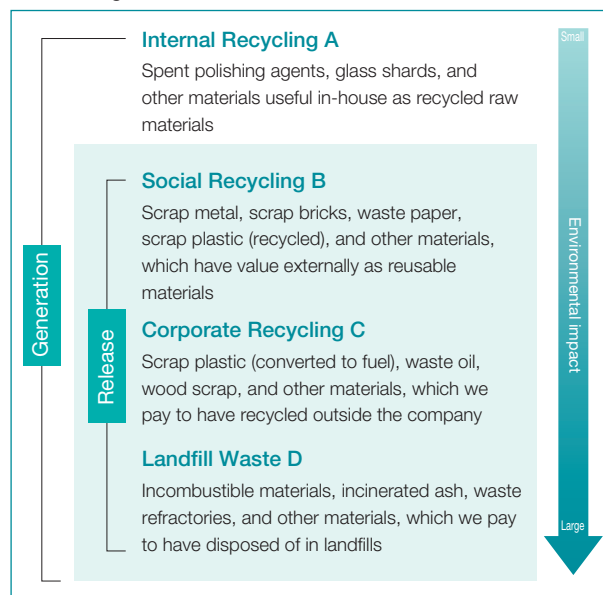 Internal Recycling A
Spent polishing agents, glass shards, and
other materials useful in-house as recycled raw
materials
Small
Social Recycling B
Scrap metal, scrap bricks, waste paper,
scrap plastic (recycled), and other materials,
which have value externally as reusable
materials
Generation
Release
Environmental impact
Corporate Recycling C
Scrap plastic (converted to fuel), waste oil,
wood scrap, and other materials, which we
pay to have recycled outside the company
Landfill Waste D
Incombustible materials, incinerated ash, waste
refractories, and other materials, which we pay
to have disposed of in landfills
Large